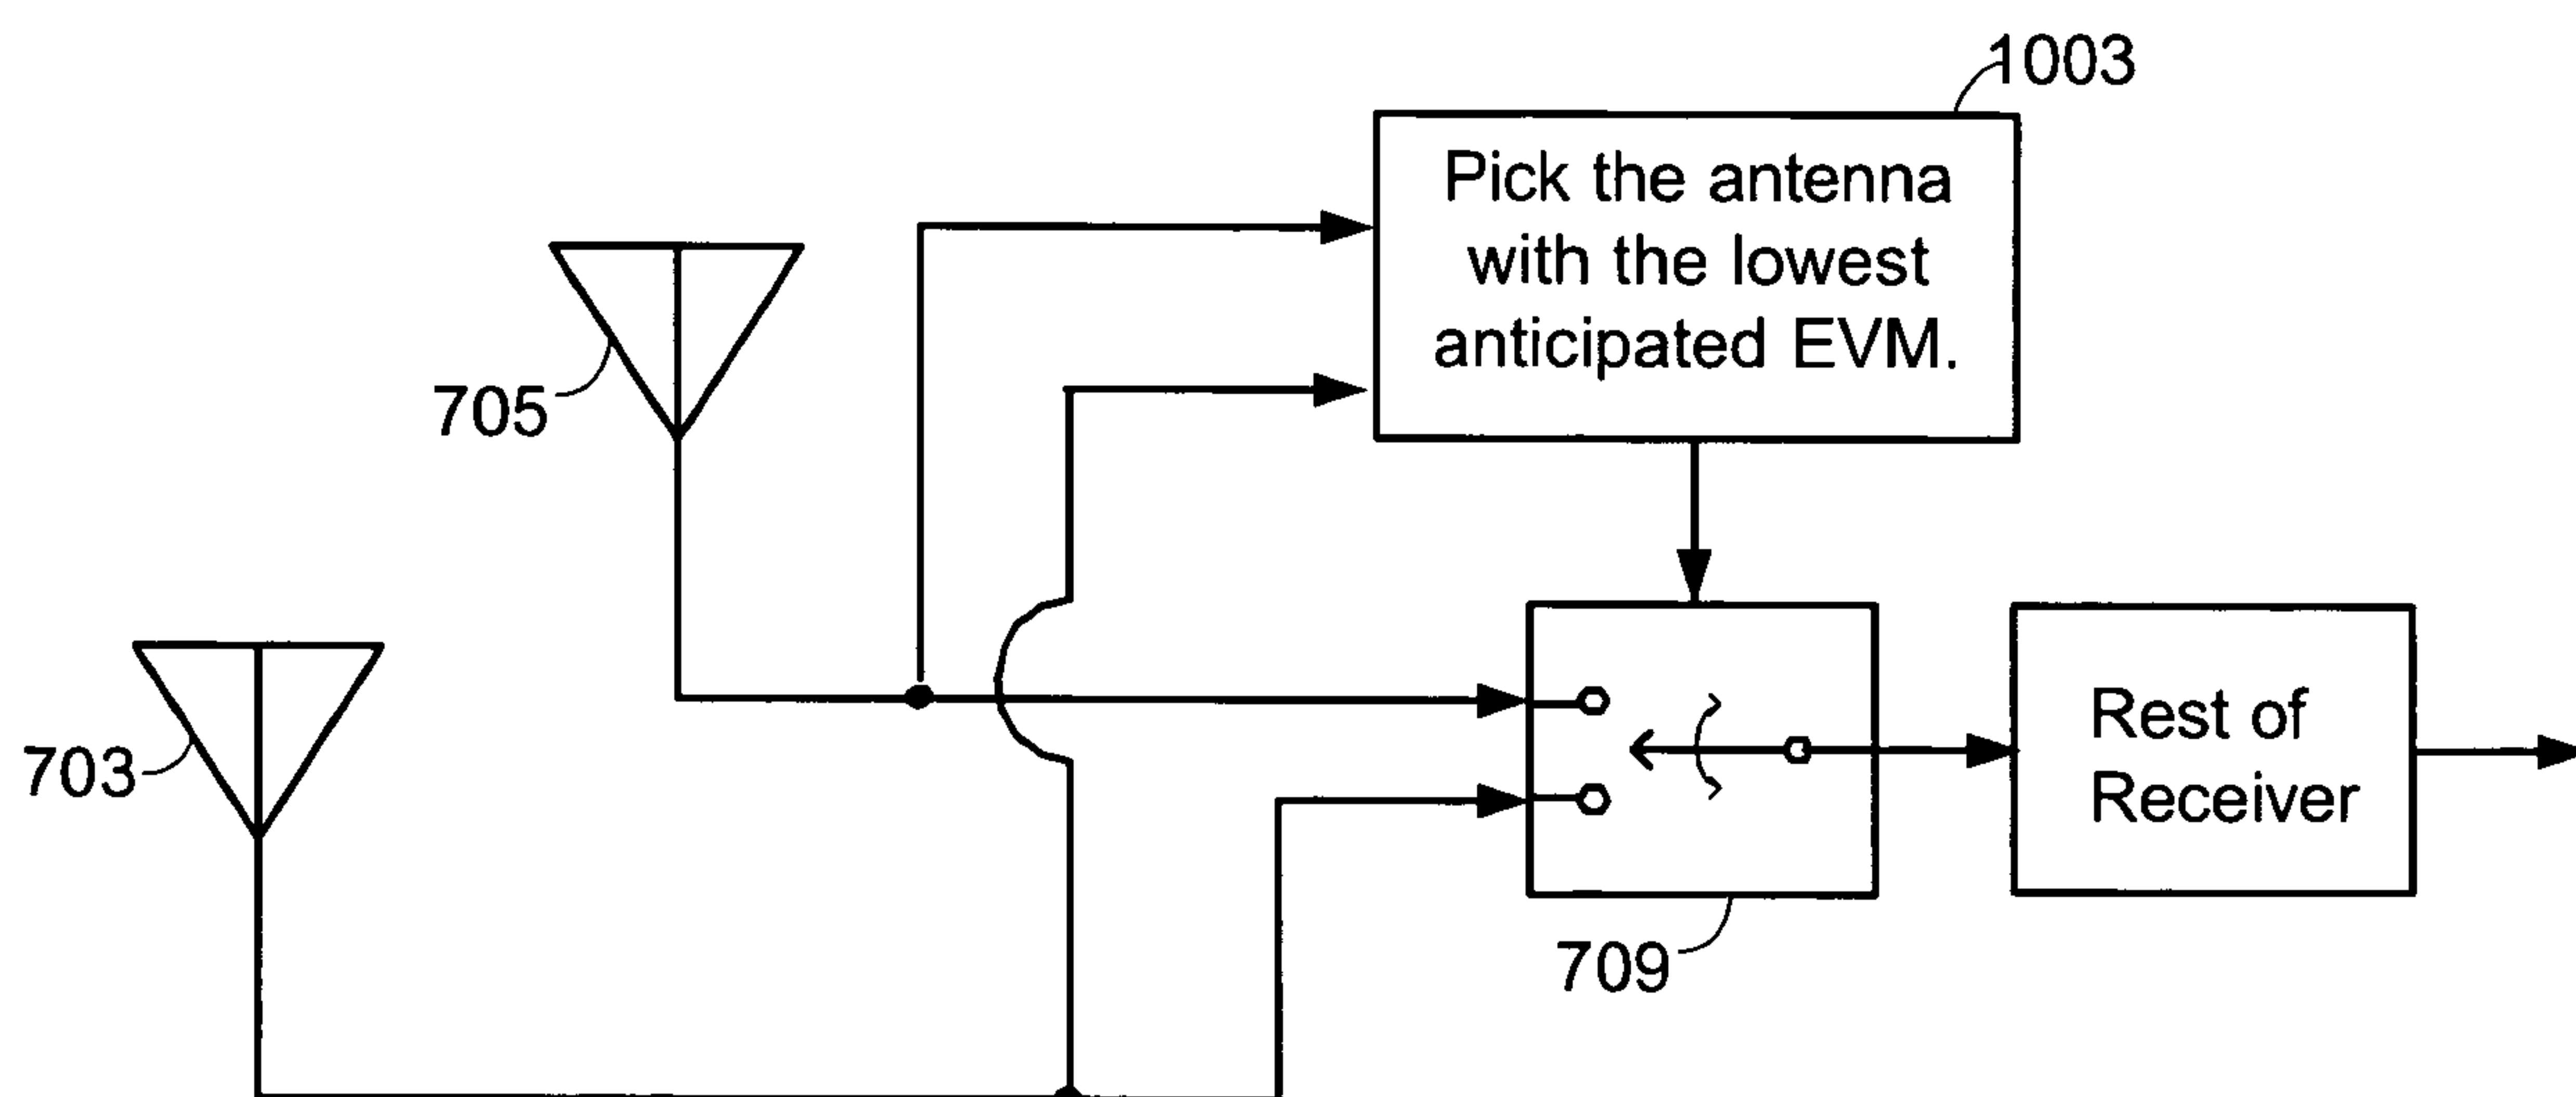 1003
Pick the antenna
with the lowest
anticipated EVM.
705
703
Rest of
Receiver
709